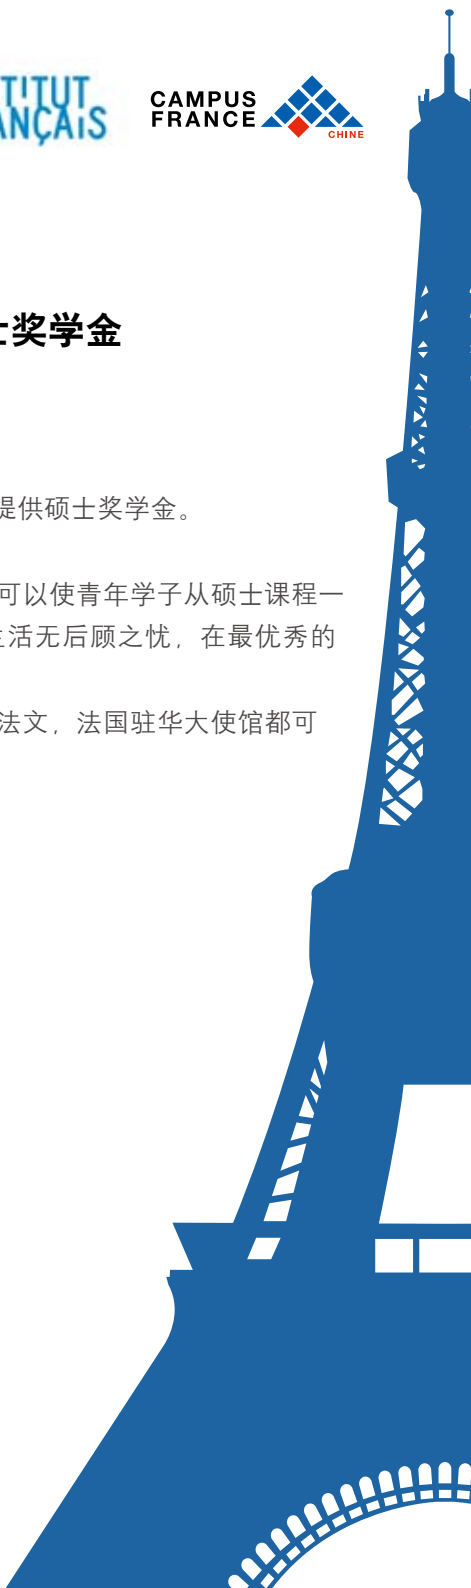 TITUT
ANÇAIS
CAMPUS
FRANCE
CHINE
士奖学金
提供硕士奖学金。
可以使青年学子从硕士课程一
生活无后顾之忧，在最优秀的
法文，法国驻华大使馆都可